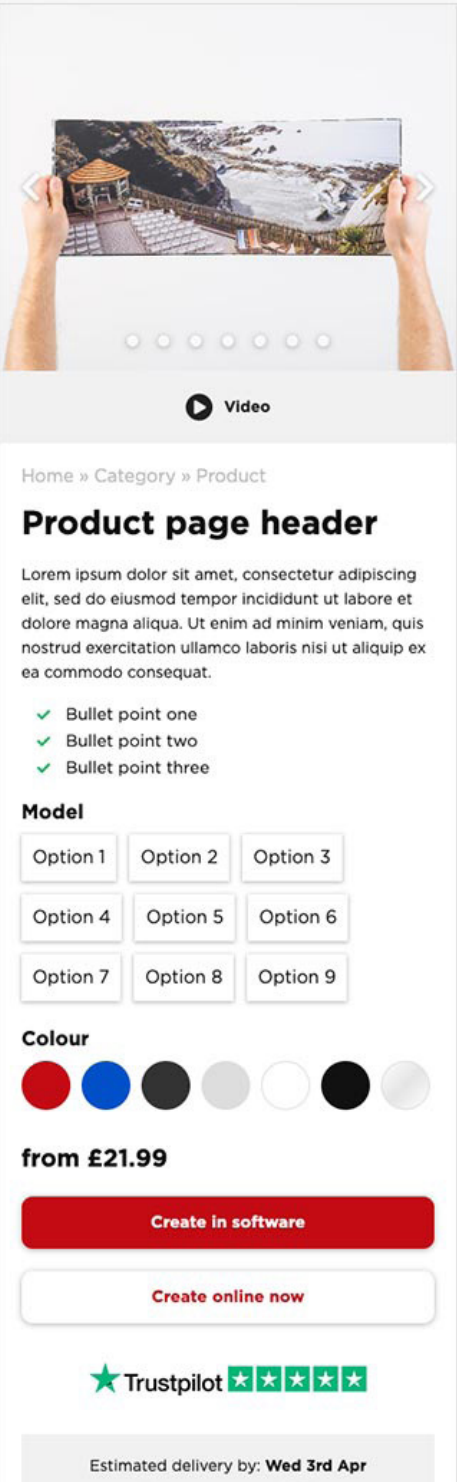 Video
Home » Category » Product
Product page header
Lorem ipsum dolor sit amet, consectetur adipiscing
elit, sed do eiusmod tempor incididunt ut labore et
dolore magna aliqua. Ut enim ad minim veniam, quis
nostrud exercitation ullamco laboris nisi ut aliquip ex
ea commodo consequat.
Bullet point one
Bullet point two
Bullet point three
Model
Option 1 Option 2 Option 3
Option 4 Option 5 Option 6
Option 7 Option 8 Option 9
Colour
from £21.99
Create in software
Create online now
Trustpilot
Estimated delivery by: Wed 3rd Apr